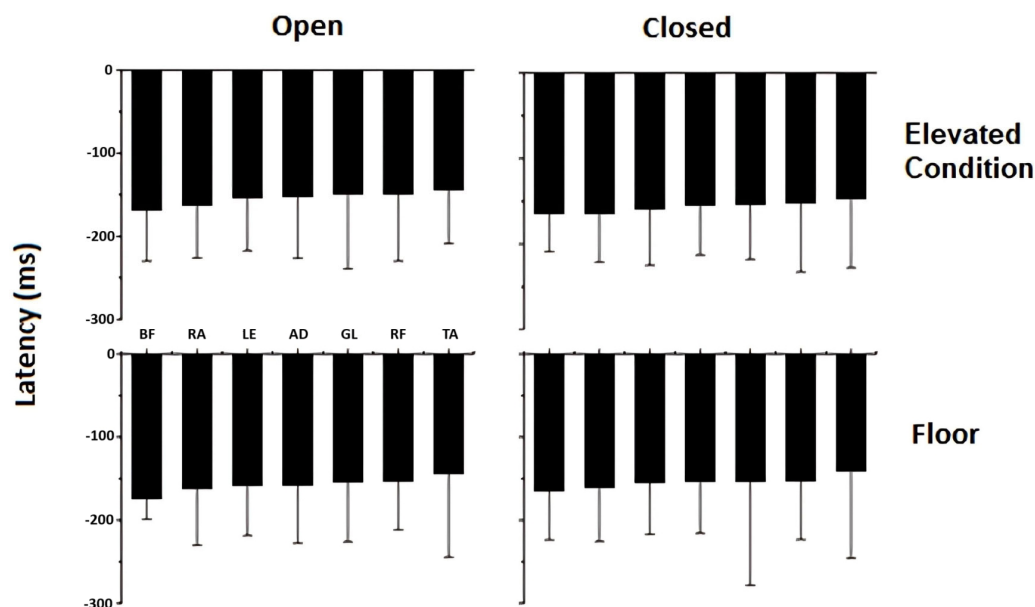 Open
Closed
0
-100
-200
-300
Elevated
Condition
Latency (ms)
BF RA LE AD GL RF TA
0
-100
-200
-300
Floor